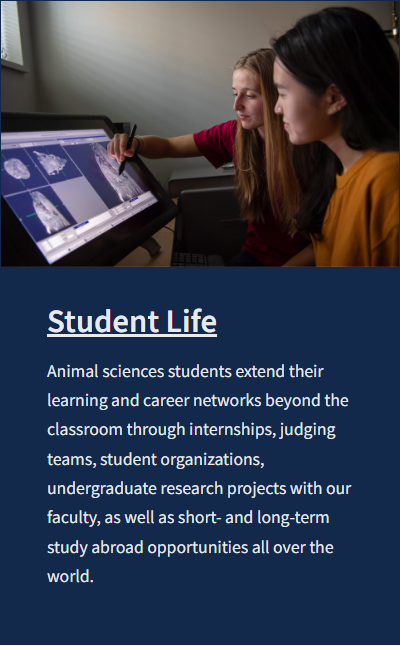 Student Life
Animal sciences students extend their
learning and career networks beyond the
classroom through internships, judging
teams, student organizations,
undergraduate research projects with our
faculty, as well as short- and long-term
study abroad opportunities all over the
world.